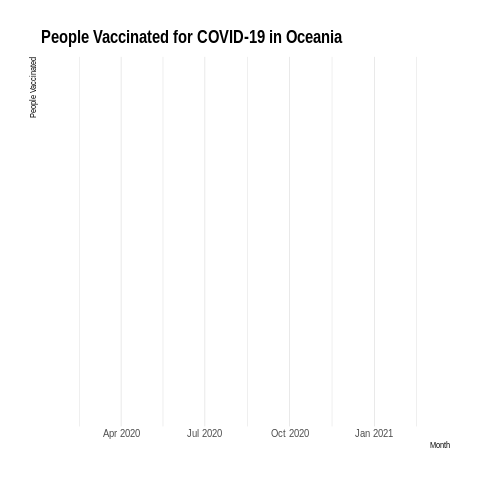 People Vaccinated for COVID-19 in Oceania
People Vaccinated
Apr 2020 Jul 2020 Oct 2020 Jan 2021
Month